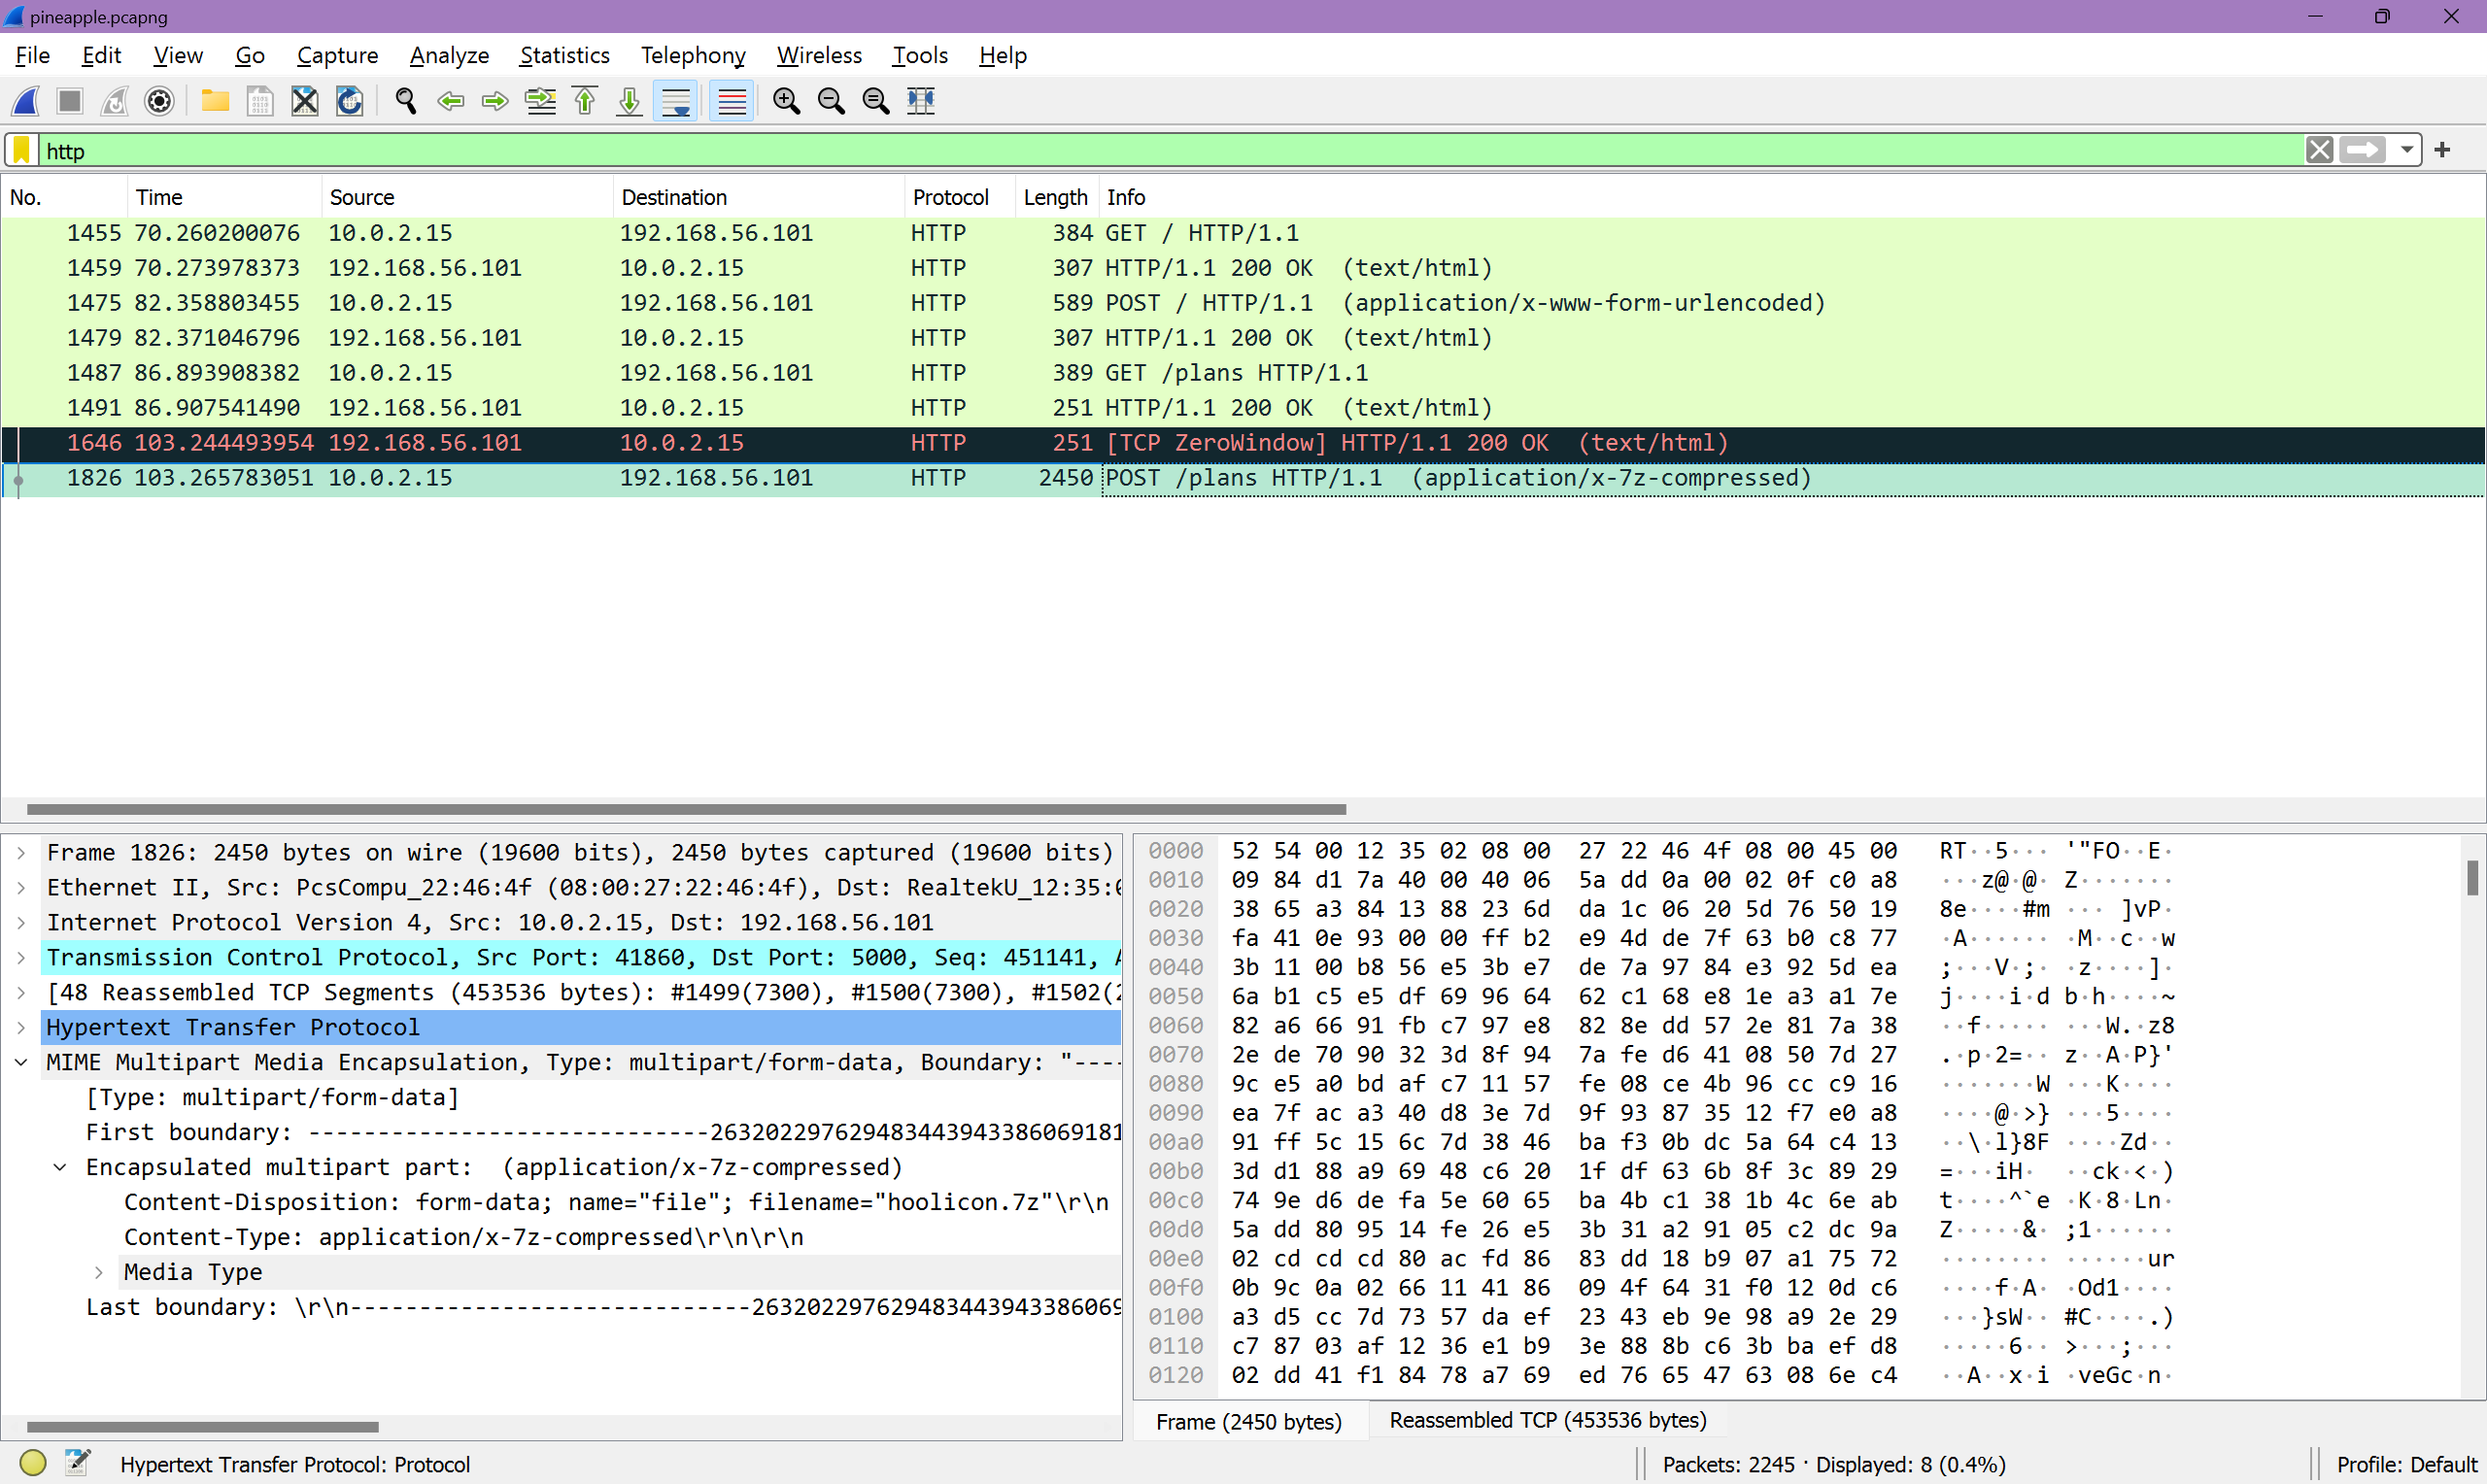 pineapple.pcapng
File Edit View Go Capture Analyze Statistics Telephony Wireless Tools Help
http
No. Time Source Destination Protocol Length Info
1455 70.260200076 10.0.2.15 192.168.56.101 HTTP 384 GET / HTTP/1.1
1459 70.273978373 192.168.56.101 10.0.2.15 HTTP 307 HTTP/1.1 200 OK (text/html)
1475 82.358803455 10.0.2.15 192.168.56.101 HTTP 589 POST / HTTP/1.1 (application/x-www-form-urlencoded)
1479 82.371046796 192.168.56.101 10.0.2.15 HTTP 307 HTTP/1.1 200 OK (text/html)
1487 86.893908382 10.0.2.15 192.168.56.101 HTTP 389 GET /plans HTTP/1.1
1491 86.907541490 192.168.56.101 10.0.2.15 HTTP 251 HTTP/1.1 200 OK (text/html)
1646 103.244493954 192.168.56.101 10.0.2.15 HTTP 251 [TCP ZeroWindow] HTTP/1.1 200 OK (text/html)
1826 103.265783051 10.0.2.15 192.168.56.101 HTTP 2450 POST /plans HTTP/1.1 (application/x-7z-compressed)
Frame 1826: 2450 bytes on wire (19600 bits), 2450 bytes captured (19600 bits)
Ethernet II, Src: PcsCompu_22:46:4f (08:00:27:22:46:4f), Dst: RealtekU_12:35:0
Internet Protocol Version 4, Src: 10.0.2.15, Dst: 192.168.56.101
Transmission Control Protocol, Src Port: 41860, Dst Port: 5000, Seq: 451141, A
[48 Reassembled TCP Segments (453536 bytes): #1499(7300), #1500(7300), #1502(2
Hypertext Transfer Protocol
MIME Multipart Media Encapsulation, Type: multipart/form-data, Boundary: "----
[Type: multipart/form-data]
First boundary: -----------------------------263202297629483443943386069181
Encapsulated multipart part: (application/x-7z-compressed)
Content-Disposition: form-data; name="file"; filename="hoolicon.7z"\r\n
Content-Type: application/x-7z-compressed\r\n\r\n
Media Type
Last boundary: \r\n-----------------------------263202297629483443943386069
0000 52 54 00 12 35 02 08 00 27 22 46 4f 08 00 45 00 RT··5··· '"FO··E·
0010 09 84 d1 7a 40 00 40 06 5a dd 0a 00 02 0f c0 a8 ···z@·@· Z·······
0020 38 65 a3 84 13 88 23 6d da 1c 06 20 5d 76 50 19 8e····#m ··· ]vP·
0030 fa 41 0e 93 00 00 ff b2 e9 4d de 7f 63 b0 c8 77 ·A······ ·M··c··w
0040 3b 11 00 b8 56 e5 3b e7 de 7a 97 84 e3 92 5d ea ;···V·;· ·z····]·
0050 6a b1 c5 e5 df 69 96 64 62 c1 68 e8 1e a3 a1 7e j····i·d b·h····~
0060 82 a6 66 91 fb c7 97 e8 82 8e dd 57 2e 81 7a 38 ··f····· ···W.·z8
0070 2e de 70 90 32 3d 8f 94 7a fe d6 41 08 50 7d 27 .·p·2=·· z··A·P}'
0080 9c e5 a0 bd af c7 11 57 fe 08 ce 4b 96 cc c9 16 ·······W ···K····
0090 ea 7f ac a3 40 d8 3e 7d 9f 93 87 35 12 f7 e0 a8 ····@·>} ···5····
00a0 91 ff 5c 15 6c 7d 38 46 ba f3 0b dc 5a 64 c4 13 ··\·l}8F ····Zd··
00b0 3d d1 88 a9 69 48 c6 20 1f df 63 6b 8f 3c 89 29 =···iH· ··ck·<·)
00c0 74 9e d6 de fa 5e 60 65 ba 4b c1 38 1b 4c 6e ab t····^`e ·K·8·Ln·
00d0 5a dd 80 95 14 fe 26 e5 3b 31 a2 91 05 c2 dc 9a Z·····&· ;1······
00e0 02 cd cd cd 80 ac fd 86 83 dd 18 b9 07 a1 75 72 ········ ······ur
00f0 0b 9c 0a 02 66 11 41 86 09 4f 64 31 f0 12 0d c6 ····f·A· ·Od1····
0100 a3 d5 cc 7d 73 57 da ef 23 43 eb 9e 98 a9 2e 29 ···}sW·· #C····.)
0110 c7 87 03 af 12 36 e1 b9 3e 88 8b c6 3b ba ef d8 ·····6·· >···;···
0120 02 dd 41 f1 84 78 a7 69 ed 76 65 47 63 08 6e c4 ··A··x·i ·veGc·n·
Frame (2450 bytes) Reassembled TCP (453536 bytes)
Hypertext Transfer Protocol: Protocol Packets: 2245 · Displayed: 8 (0.4%) Profile: Default